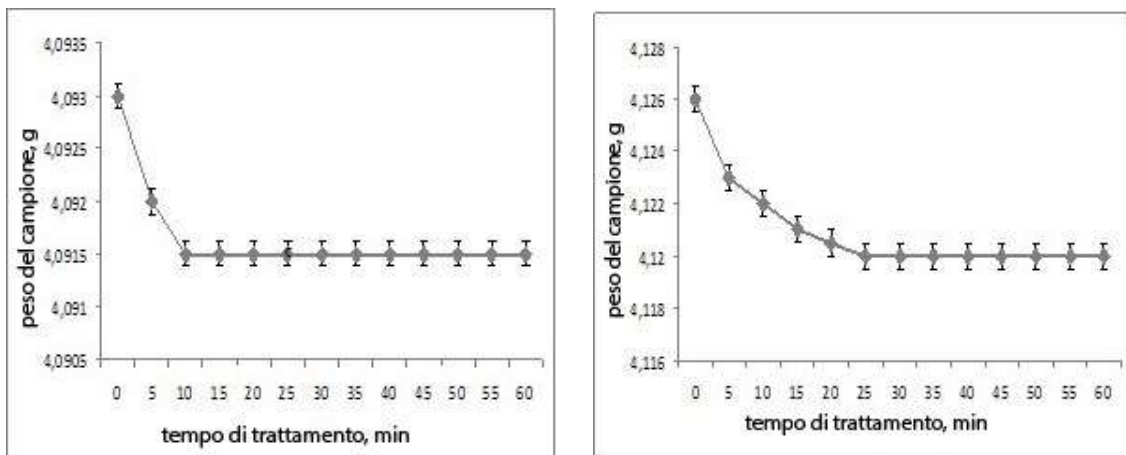 4,0935
4,093
4,0925
4,092
4,0915
4,091
4,0905
peso del campione, g
0 5 10 15 20 25 30 35 40 45 50 55 60
tempo di trattamento, min
4,128
4,126
4,124
4,122
4,12
4,118
4,116
peso del campione, g
0 5 10 15 20 25 30 35 40 45 50 55 60
tempo di trattamento, min